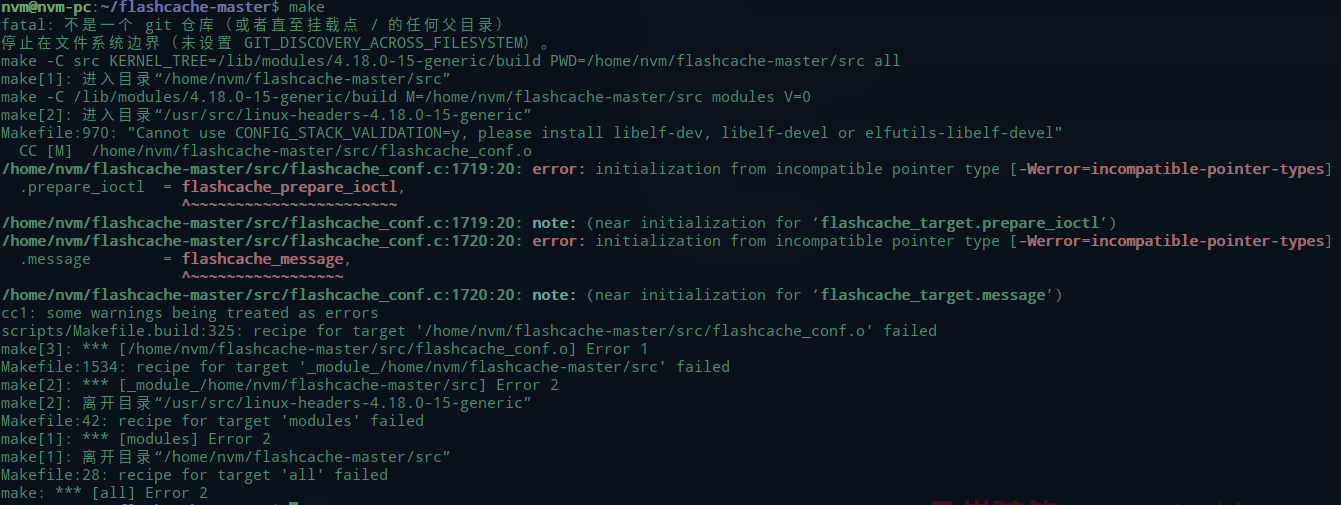 nvm@nvm-pc:~/flashcache-master$ make
fatal: 不是一个 git 仓库（或者直至挂载点 / 的任何父目录）
停止在文件系统边界（未设置 GIT_DISCOVERY_ACROSS_FILESYSTEM）。
make -C src KERNEL_TREE=/lib/modules/4.18.0-15-generic/build PWD=/home/nvm/flashcache-master/src all
make[1]: 进入目录“/home/nvm/flashcache-master/src”
make -C /lib/modules/4.18.0-15-generic/build M=/home/nvm/flashcache-master/src modules V=0
make[2]: 进入目录“/usr/src/linux-headers-4.18.0-15-generic”
Makefile:970: "Cannot use CONFIG_STACK_VALIDATION=y, please install libelf-dev, libelf-devel or elfutils-libelf-devel"
  CC [M]  /home/nvm/flashcache-master/src/flashcache_conf.o
/home/nvm/flashcache-master/src/flashcache_conf.c:1719:20: error: initialization from incompatible pointer type [-Werror=incompatible-pointer-types]
  .prepare_ioctl  = flashcache_prepare_ioctl,
                    ^~~~~~~~~~~~~~~~~~~~~~~~
/home/nvm/flashcache-master/src/flashcache_conf.c:1719:20: note: (near initialization for ‘flashcache_target.prepare_ioctl’)
/home/nvm/flashcache-master/src/flashcache_conf.c:1720:20: error: initialization from incompatible pointer type [-Werror=incompatible-pointer-types]
  .message        = flashcache_message,
                    ^~~~~~~~~~~~~~~~~~
/home/nvm/flashcache-master/src/flashcache_conf.c:1720:20: note: (near initialization for ‘flashcache_target.message’)
cc1: some warnings being treated as errors
scripts/Makefile.build:325: recipe for target '/home/nvm/flashcache-master/src/flashcache_conf.o' failed
make[3]: *** [/home/nvm/flashcache-master/src/flashcache_conf.o] Error 1
Makefile:1534: recipe for target '_module_/home/nvm/flashcache-master/src' failed
make[2]: *** [_module_/home/nvm/flashcache-master/src] Error 2
make[2]: 离开目录“/usr/src/linux-headers-4.18.0-15-generic”
Makefile:42: recipe for target 'modules' failed
make[1]: *** [modules] Error 2
make[1]: 离开目录“/home/nvm/flashcache-master/src”
Makefile:28: recipe for target 'all' failed
make: *** [all] Error 2